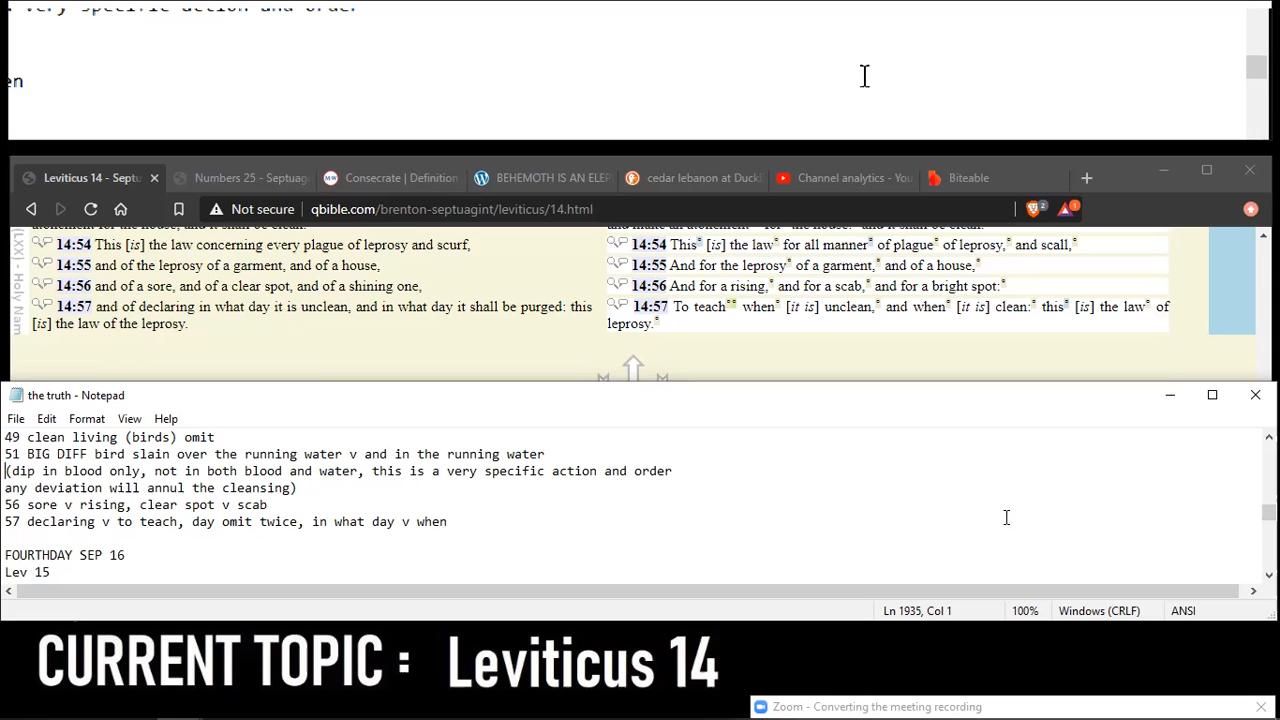 . very specific action and order
en
Leviticus 14 - Septu
Numbers 25 - Septuag
Consecrate | Definition
BEHEMOTH IS AN ELEP
cedar lebanon at Duckl
Channel analytics - You
Biteable
Not secure | qbible.com/brenton-septuagint/leviticus/14.html
2
1
(LXX) - Holy Nam
14:54 This [is] the law concerning every plague of leprosy and scurf,
14:55 and of the leprosy of a garment, and of a house,
14:56 and of a sore, and of a clear spot, and of a shining one,
14:57 and of declaring in what day it is unclean, and in what day it shall be purged: this
[is] the law of the leprosy.
14:54 This [is] the law for all manner of plague of leprosy, and scall,
14:55 And for the leprosy of a garment, and of a house,
14:56 And for a rising, and for a scab, and for a bright spot:
14:57 To teach when [it is] unclean, and when [it is] clean: this [is] the law of
leprosy.
the truth - Notepad
File Edit Format View Help
49 clean living (birds) omit
51 BIG DIFF bird slain over the running water v and in the running water
(dip in blood only, not in both blood and water, this is a very specific action and order
any deviation will annul the cleansing)
56 sore v rising, clear spot v scab
57 declaring v to teach, day omit twice, in what day v when
FOURTHDAY SEP 16
Lev 15
Ln 1935, Col 1 100% Windows (CRLF) ANSI
CURRENT TOPIC : Leviticus 14
Zoom - Converting the meeting recording